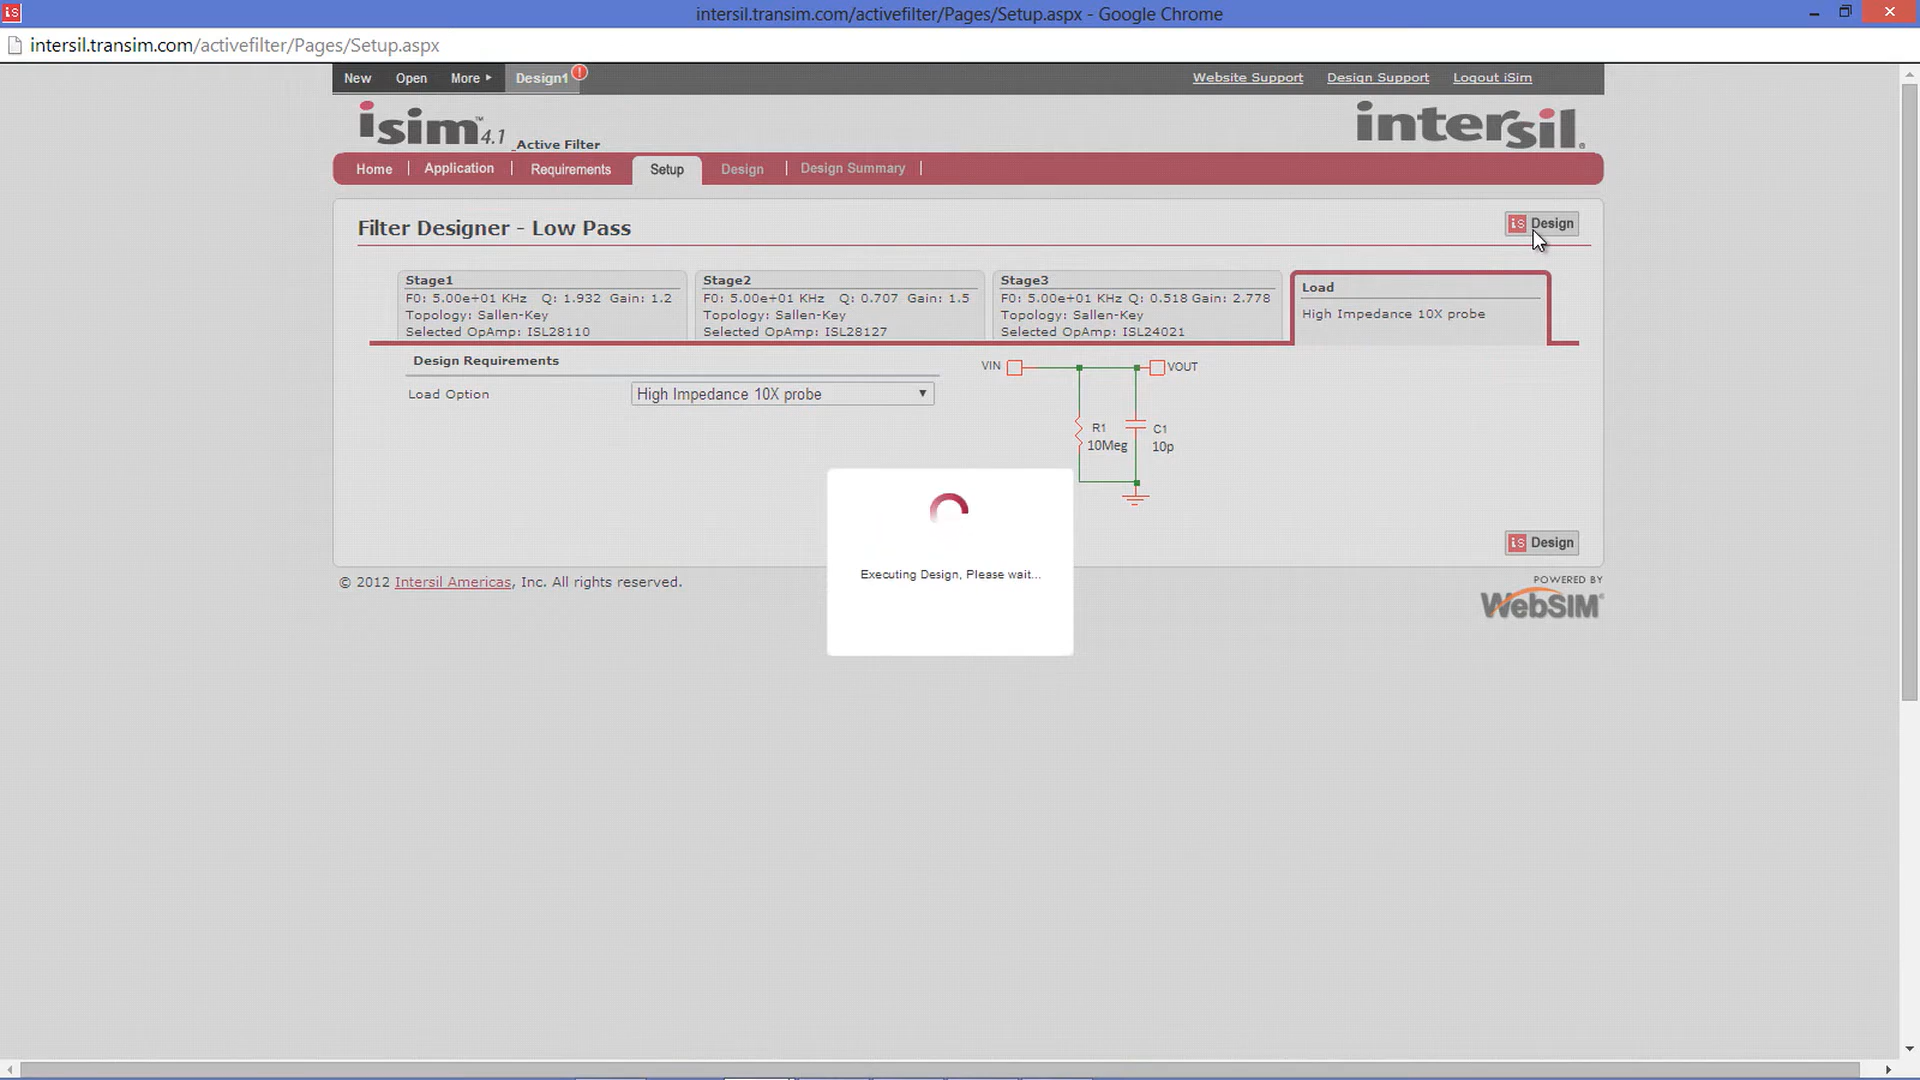 intersil.transim.com/activefilter/Pages/Setup.aspx - Google Chrome
intersil.transim.com/activefilter/Pages/Setup.aspx
New Open More Design1 ! Website Support Design Support Logout iSim
isim™ 4.1 _Active Filter
intersil®
Home | Application | Requirements Setup Design | Design Summary |
Filter Designer - Low Pass
is Design
Stage1
F0: 5.00e+01 KHz Q: 1.932 Gain: 1.2
Topology: Sallen-Key
Selected OpAmp: ISL28110
Stage2
F0: 5.00e+01 KHz Q: 0.707 Gain: 1.5
Topology: Sallen-Key
Selected OpAmp: ISL28127
Stage3
F0: 5.00e+01 KHz Q: 0.518 Gain: 2.778
Topology: Sallen-Key
Selected OpAmp: ISL24021
Load
High Impedance 10X probe
Design Requirements
Load Option High Impedance 10X probe
VIN VOUT
R1
10Meg
C1
10p
Executing Design, Please wait...
is Design
© 2012 Intersil Americas, Inc. All rights reserved.
POWERED BY
WebSIM®